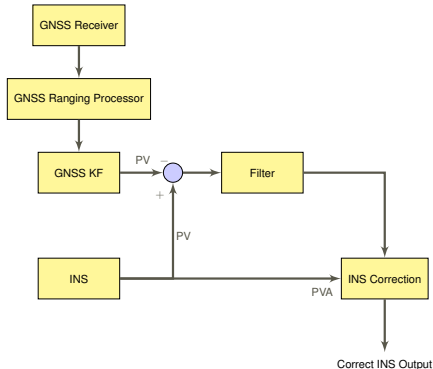 GNSS Receiver
GNSS Ranging Processor
GNSS KF
PV
−
+
Filter
PV
INS
PVA
INS Correction
Correct INS Output